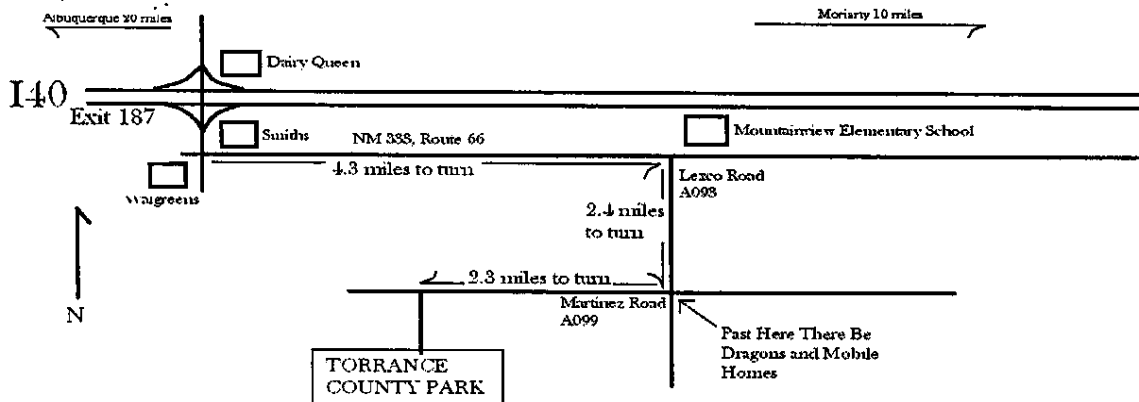 Albuquerque 20 miles
Moriarty 10 miles
Dairy Queen
I40
Exit 187
Smiths
NM 333, Route 66
Mountainview Elementary School
4.3 miles to turn
Walgreens
Lexco Road
A093
2.4 miles
to turn
2.3 miles to turn
Martinez Road
A099
N
Past Here There Be
Dragons and Mobile
Homes
TORRANCE
COUNTY PARK